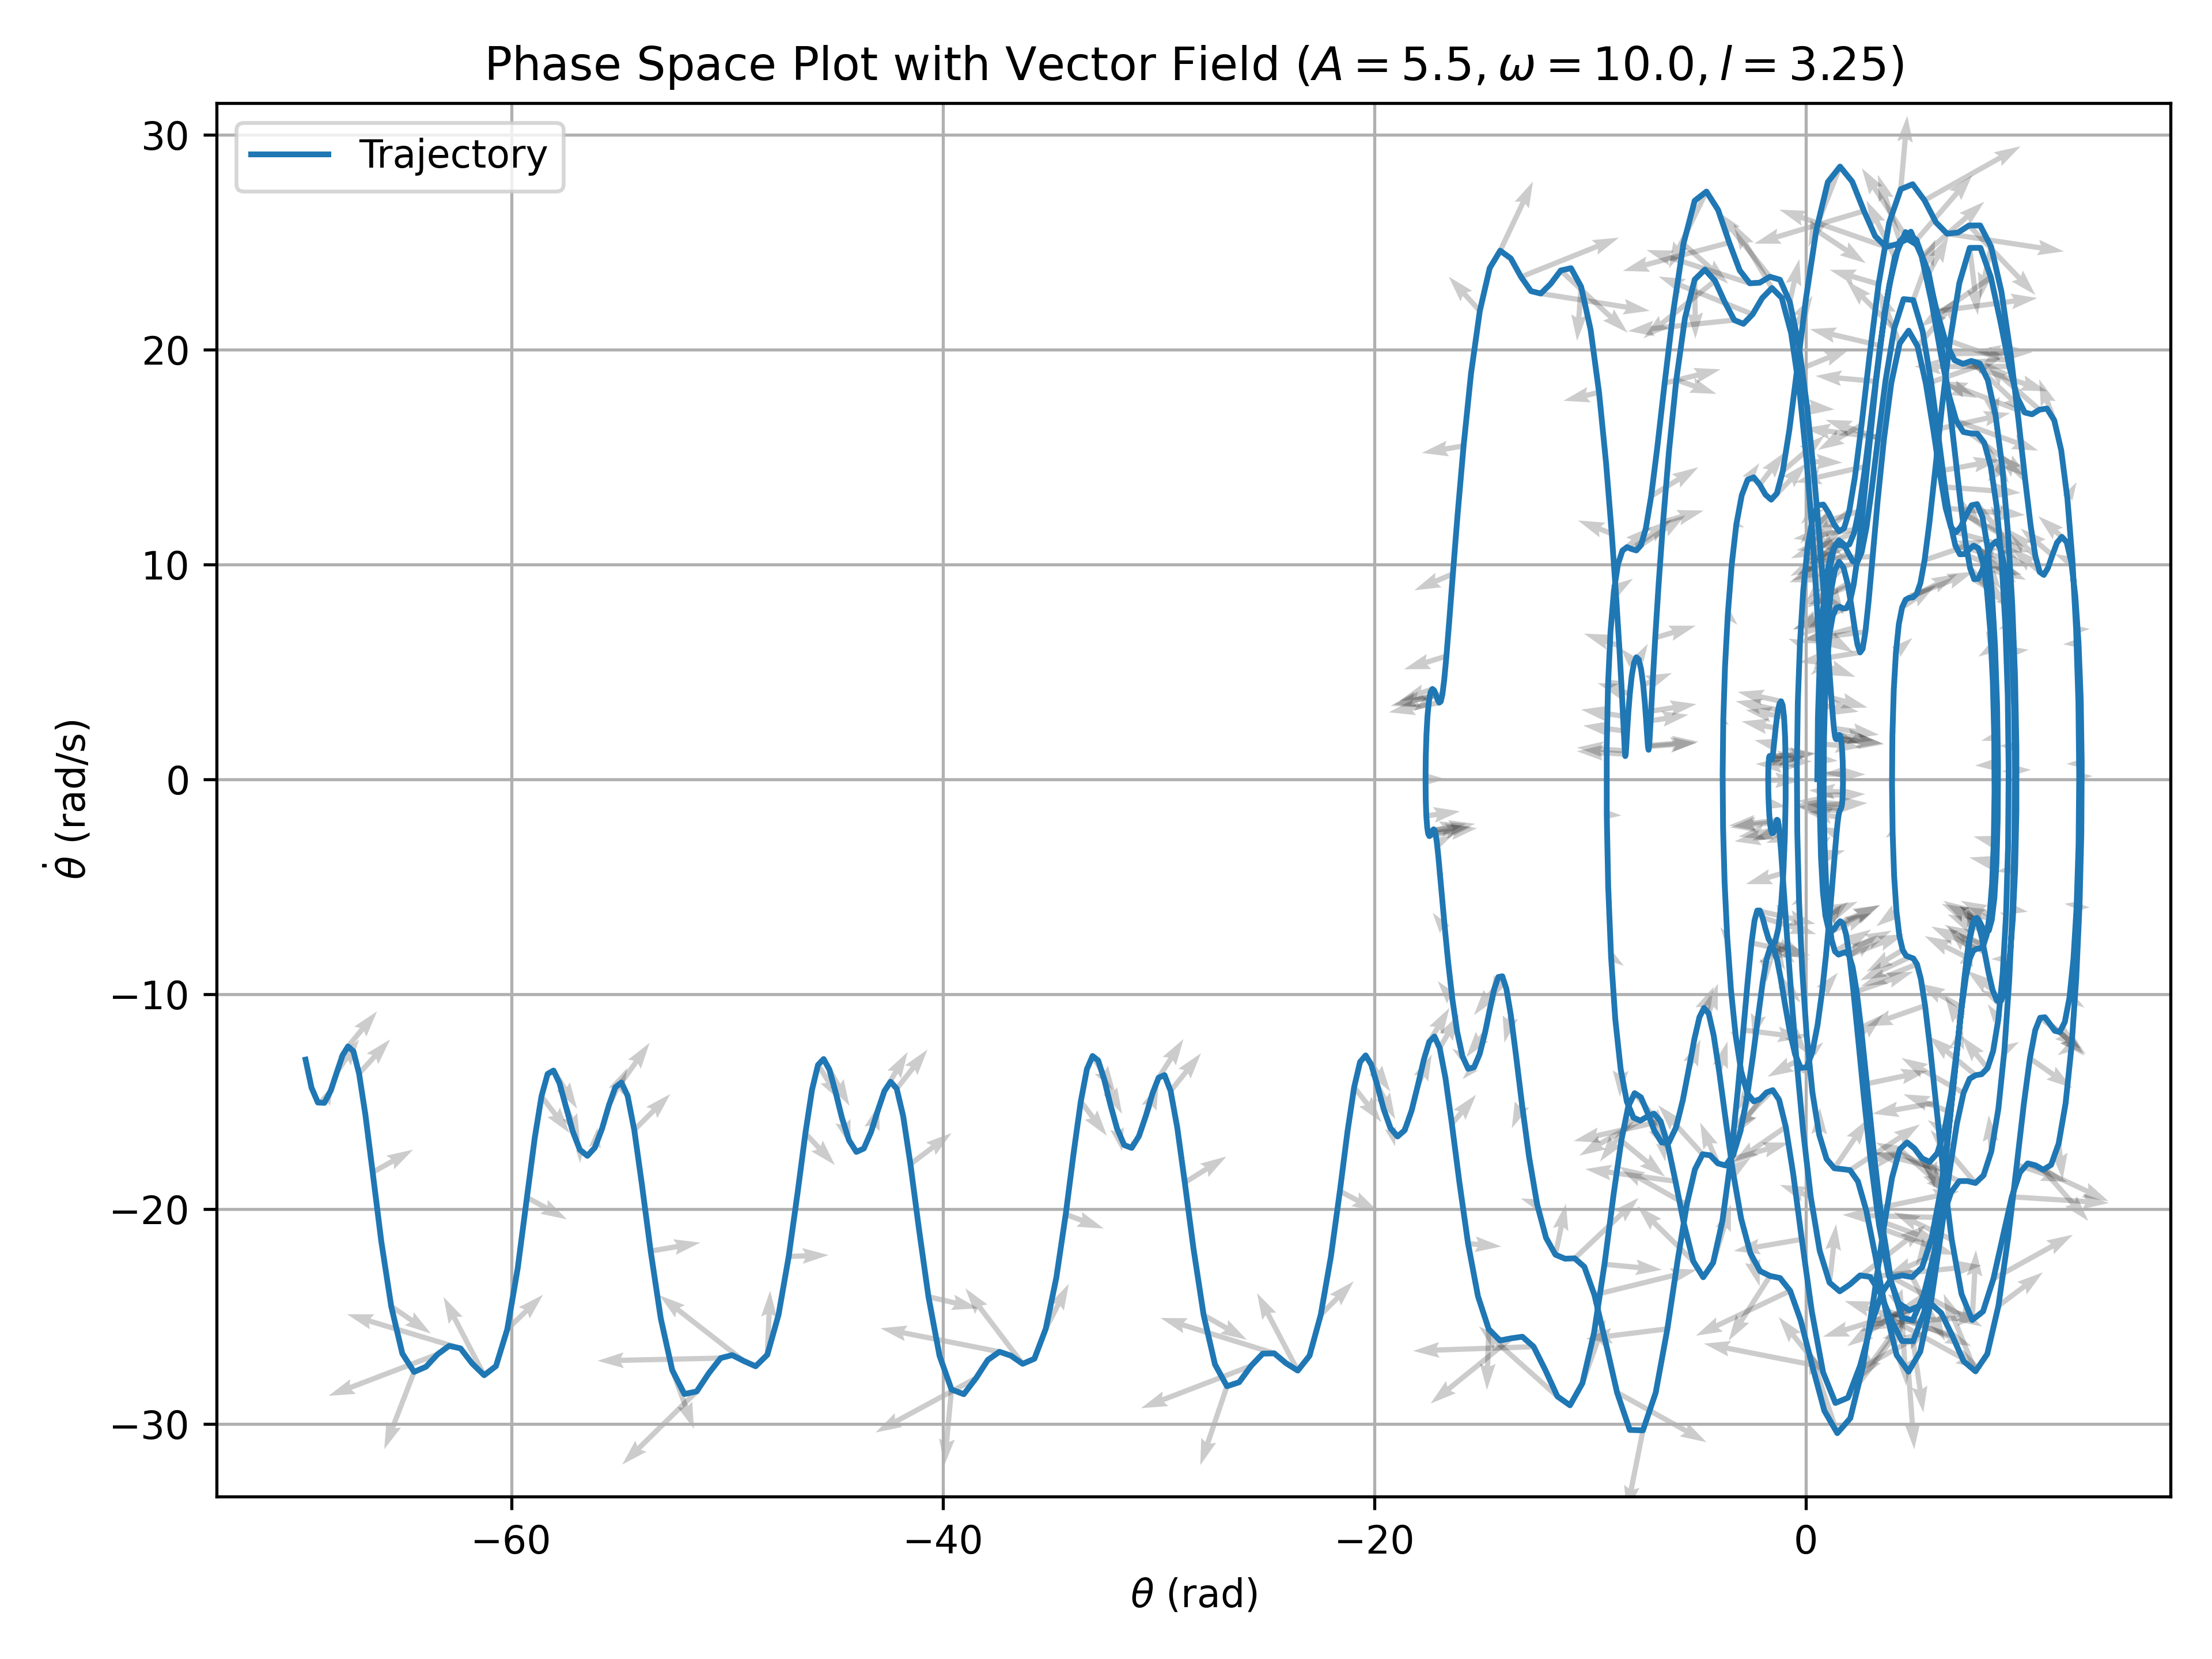 Phase Space Plot with Vector Field (A = 5.5, ω = 10.0, l = 3.25)
Trajectory
30
20
10
0
−10
−20
−30
θ̇ (rad/s)
−60
−40
−20
0
θ (rad)